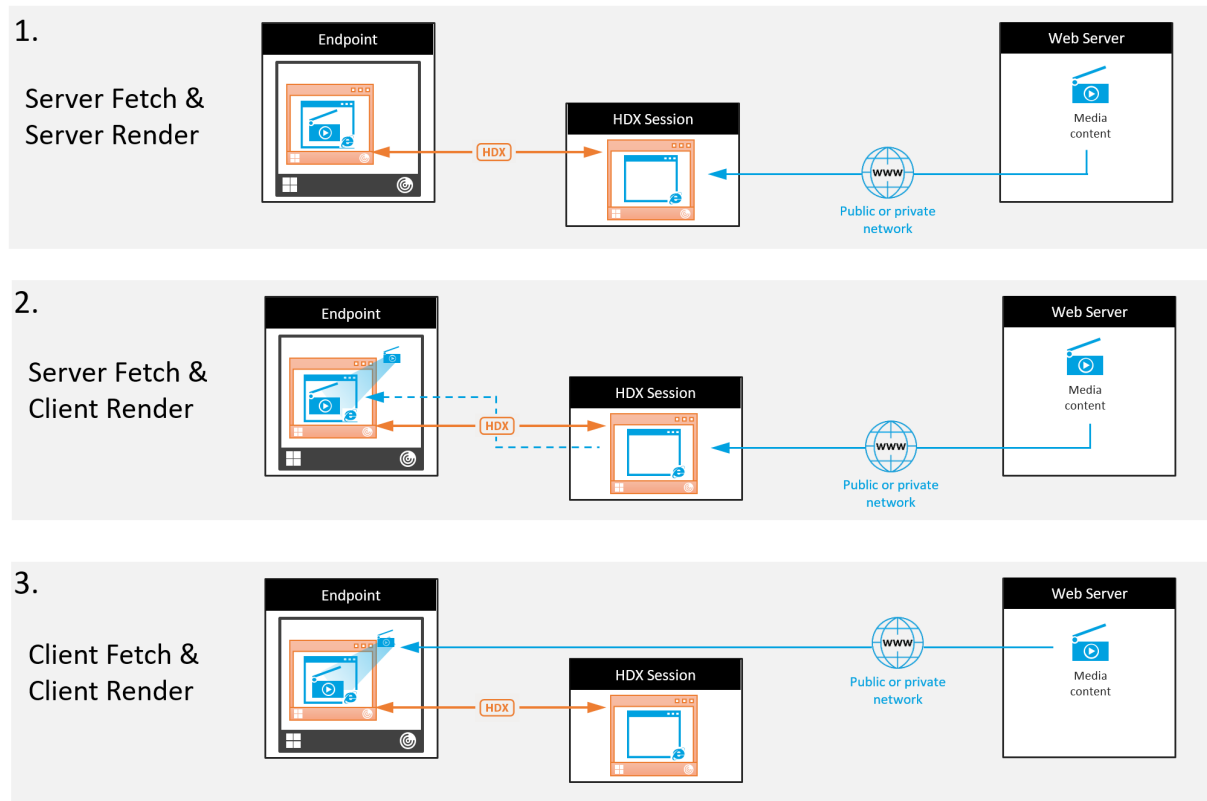 1.
Server Fetch &
Server Render
Endpoint
HDX
HDX Session
www
Public or private
network
Web Server
Media
content
2.
Server Fetch &
Client Render
Endpoint
HDX
HDX Session
www
Public or private
network
Web Server
Media
content
3.
Client Fetch &
Client Render
Endpoint
HDX
HDX Session
www
Public or private
network
Web Server
Media
content